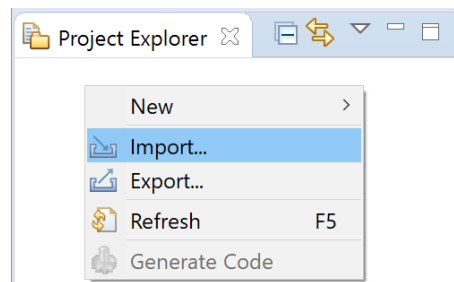 Project Explorer
New
Import...
Export...
Refresh F5
Generate Code